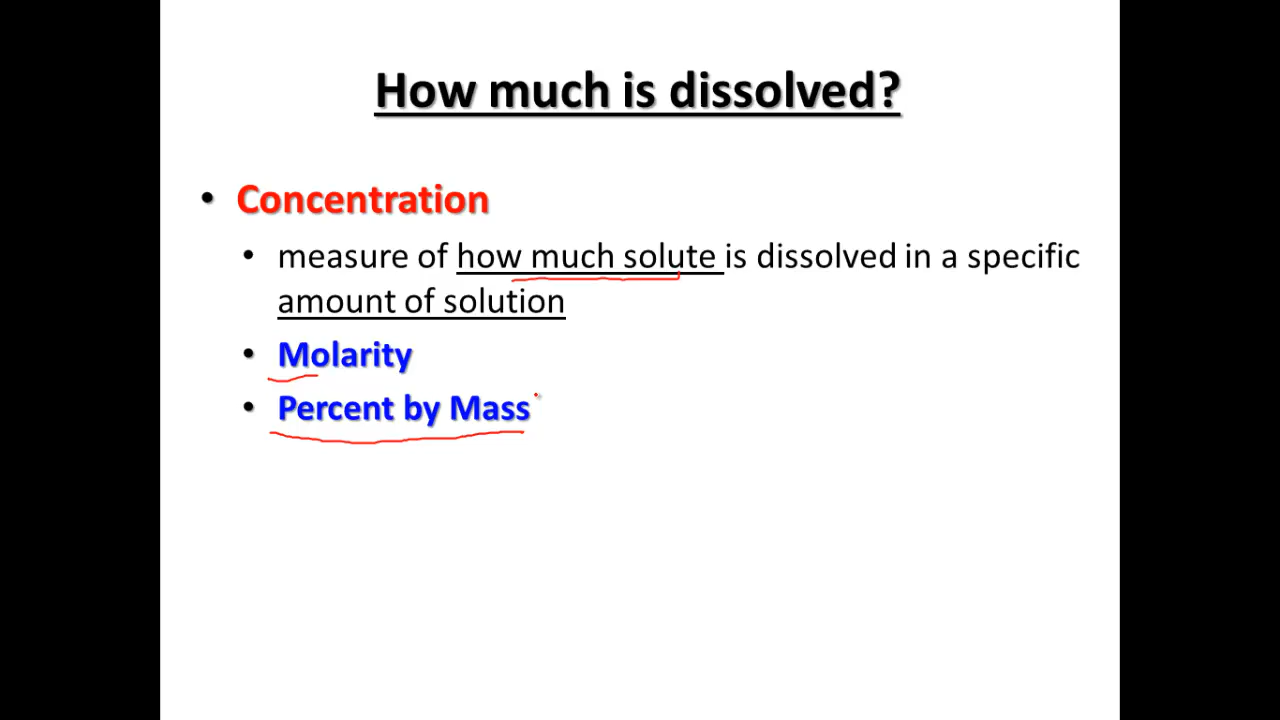 How much is dissolved?
• Concentration
• measure of how much solute is dissolved in a specific
amount of solution
• Molarity
• Percent by Mass